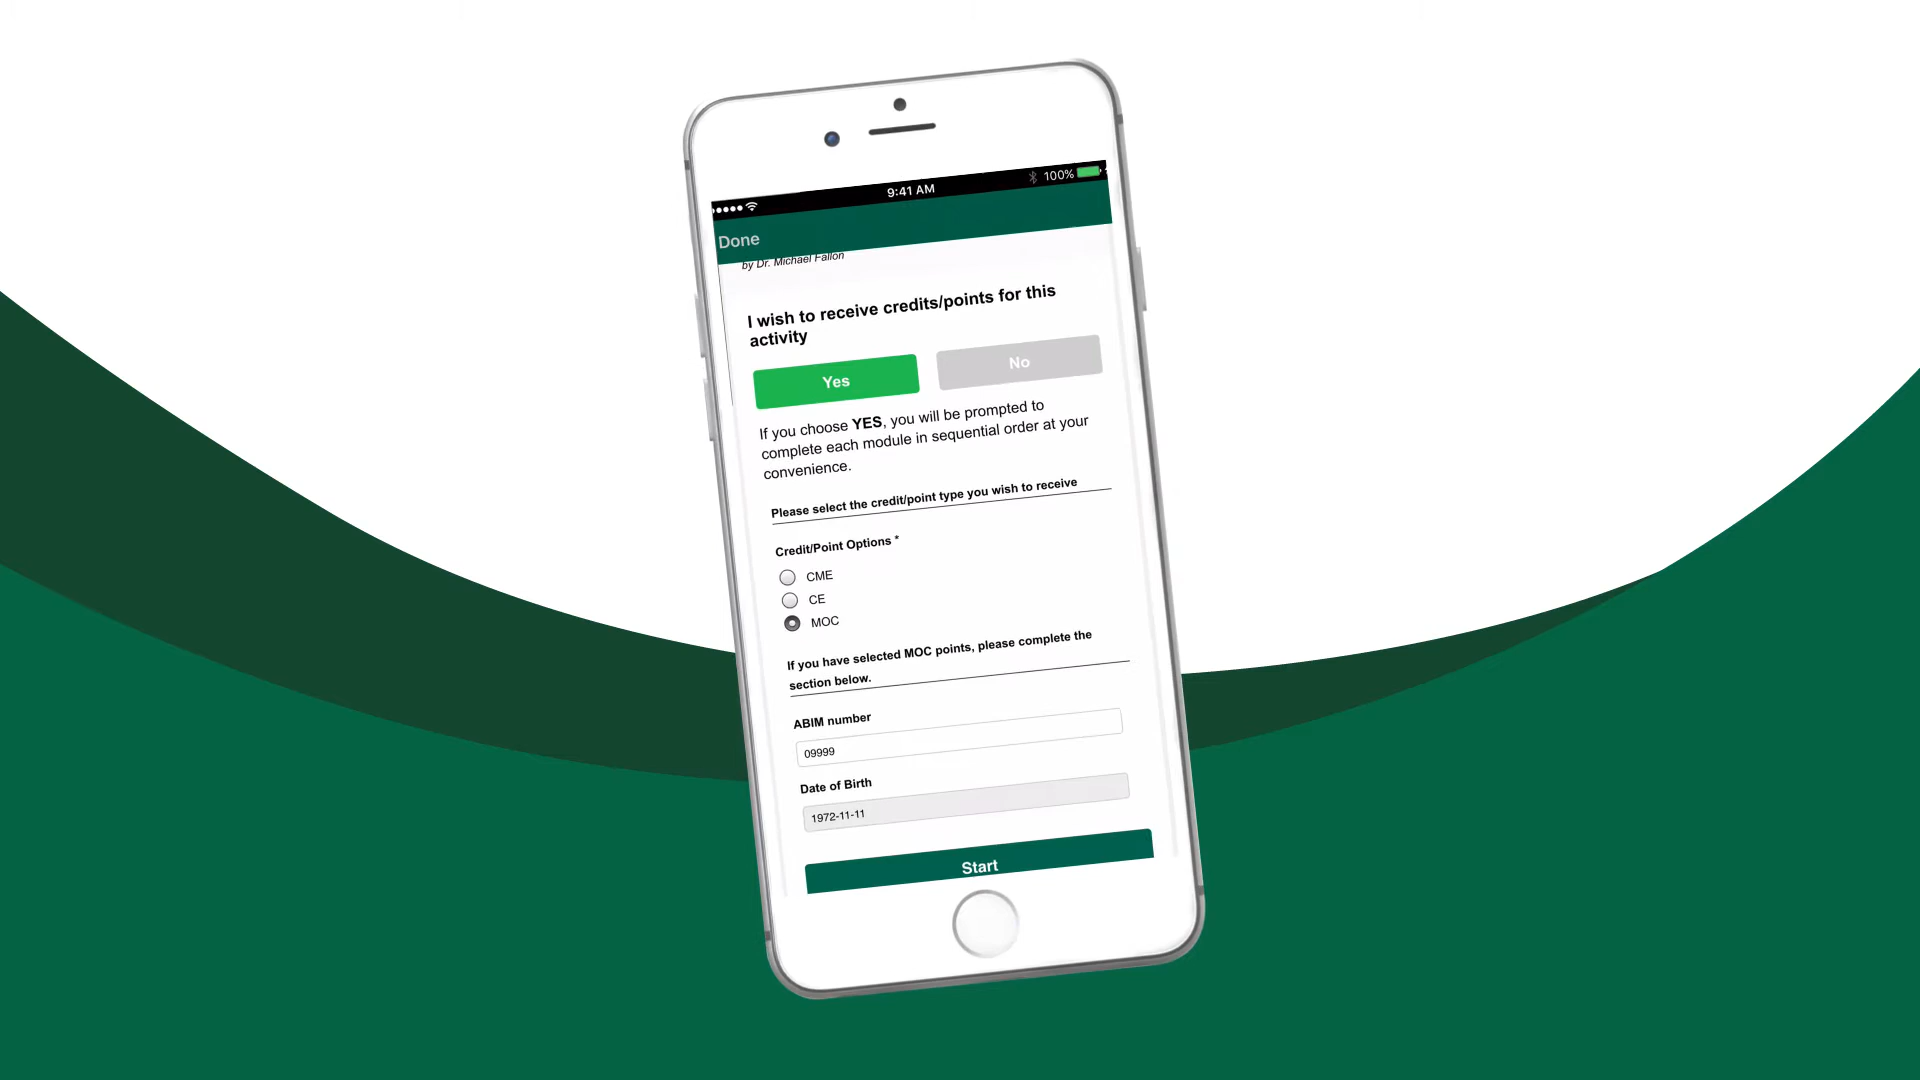 9:41 AM
100%
Done
by Dr. Michael Fallon
I wish to receive credits/points for this
activity
Yes
No
If you choose YES, you will be prompted to
complete each module in sequential order at your
convenience.
Please select the credit/point type you wish to receive
Credit/Point Options *
CME
CE
MOC
If you have selected MOC points, please complete the
section below.
ABIM number
09999
Date of Birth
1972-11-11
Start